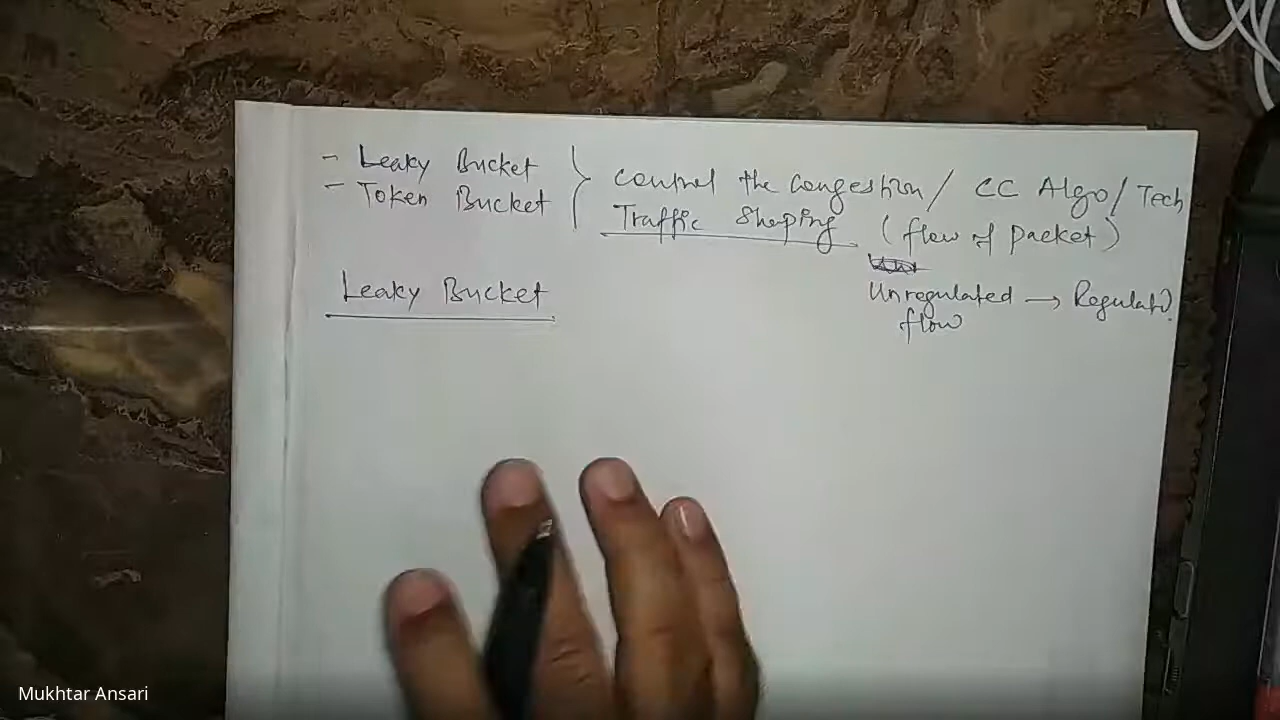 - Leaky Bucket
- Token Bucket
control the congestion / CC Algo / Tech
Traffic Shaping (flow of packet)
Leaky Bucket
Unregulated → Regulated
flow
Mukhtar Ansari